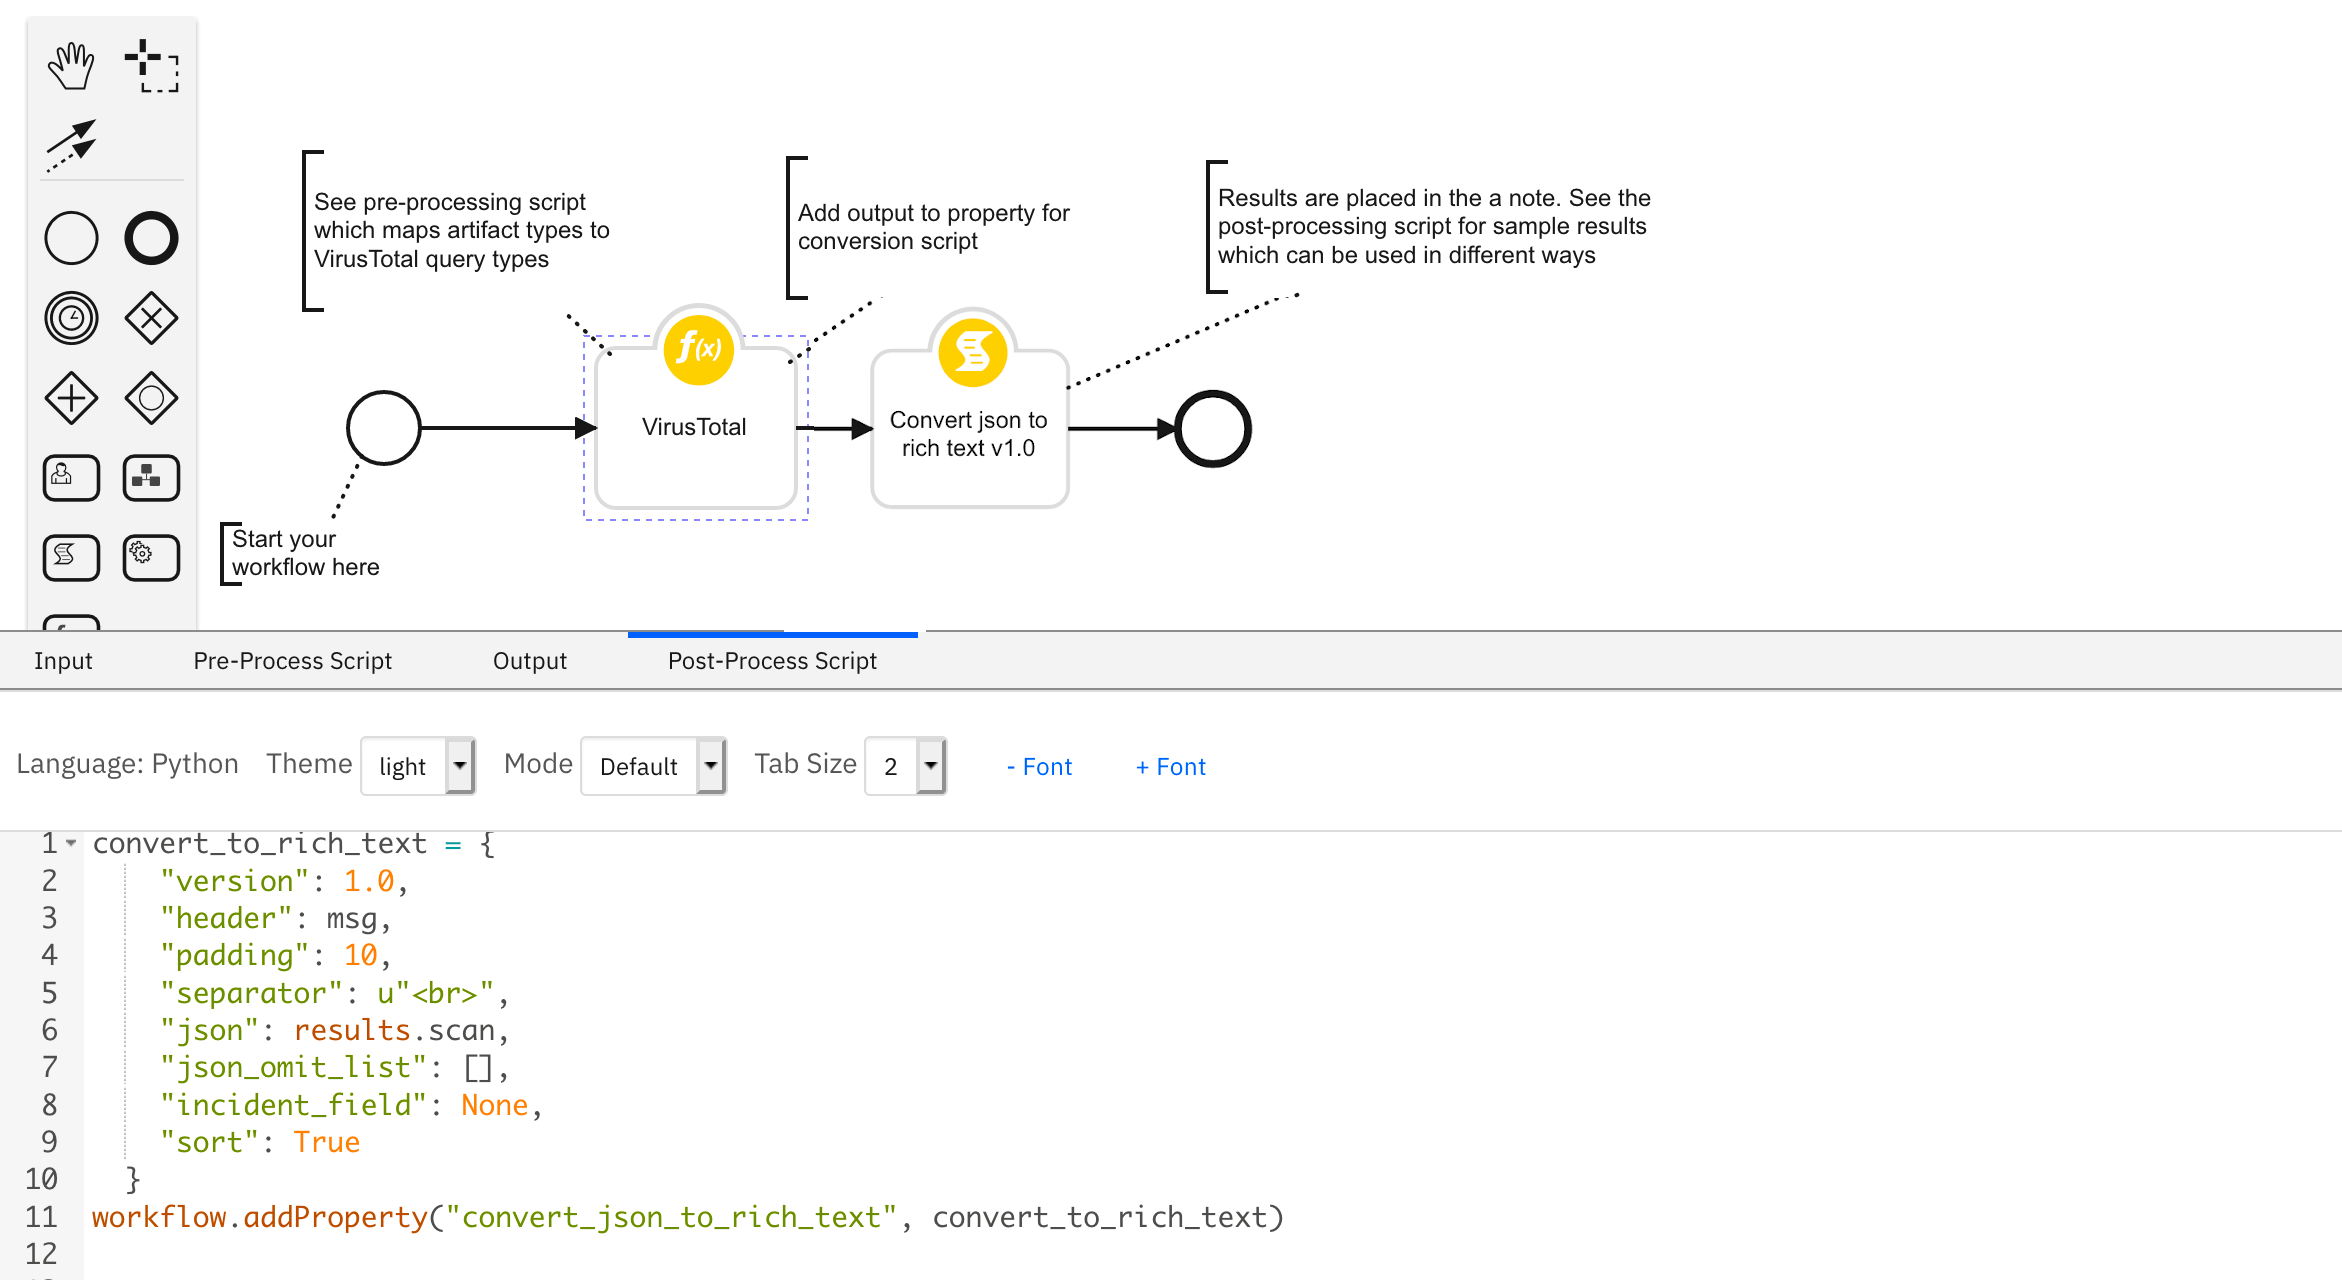 See pre-processing script
which maps artifact types to
VirusTotal query types
Add output to property for
conversion script
Results are placed in the a note. See the
post-processing script for sample results
which can be used in different ways
f(x)
VirusTotal
Convert json to
rich text v1.0
Start your
workflow here
Input Pre-Process Script Output Post-Process Script
Language: Python Theme light Mode Default Tab Size 2 - Font + Font
1 convert_to_rich_text = {
2 "version": 1.0,
3 "header": msg,
4 "padding": 10,
5 "separator": u"<br>",
6 "json": results.scan,
7 "json_omit_list": [],
8 "incident_field": None,
9 "sort": True
10 }
11 workflow.addProperty("convert_json_to_rich_text", convert_to_rich_text)
12